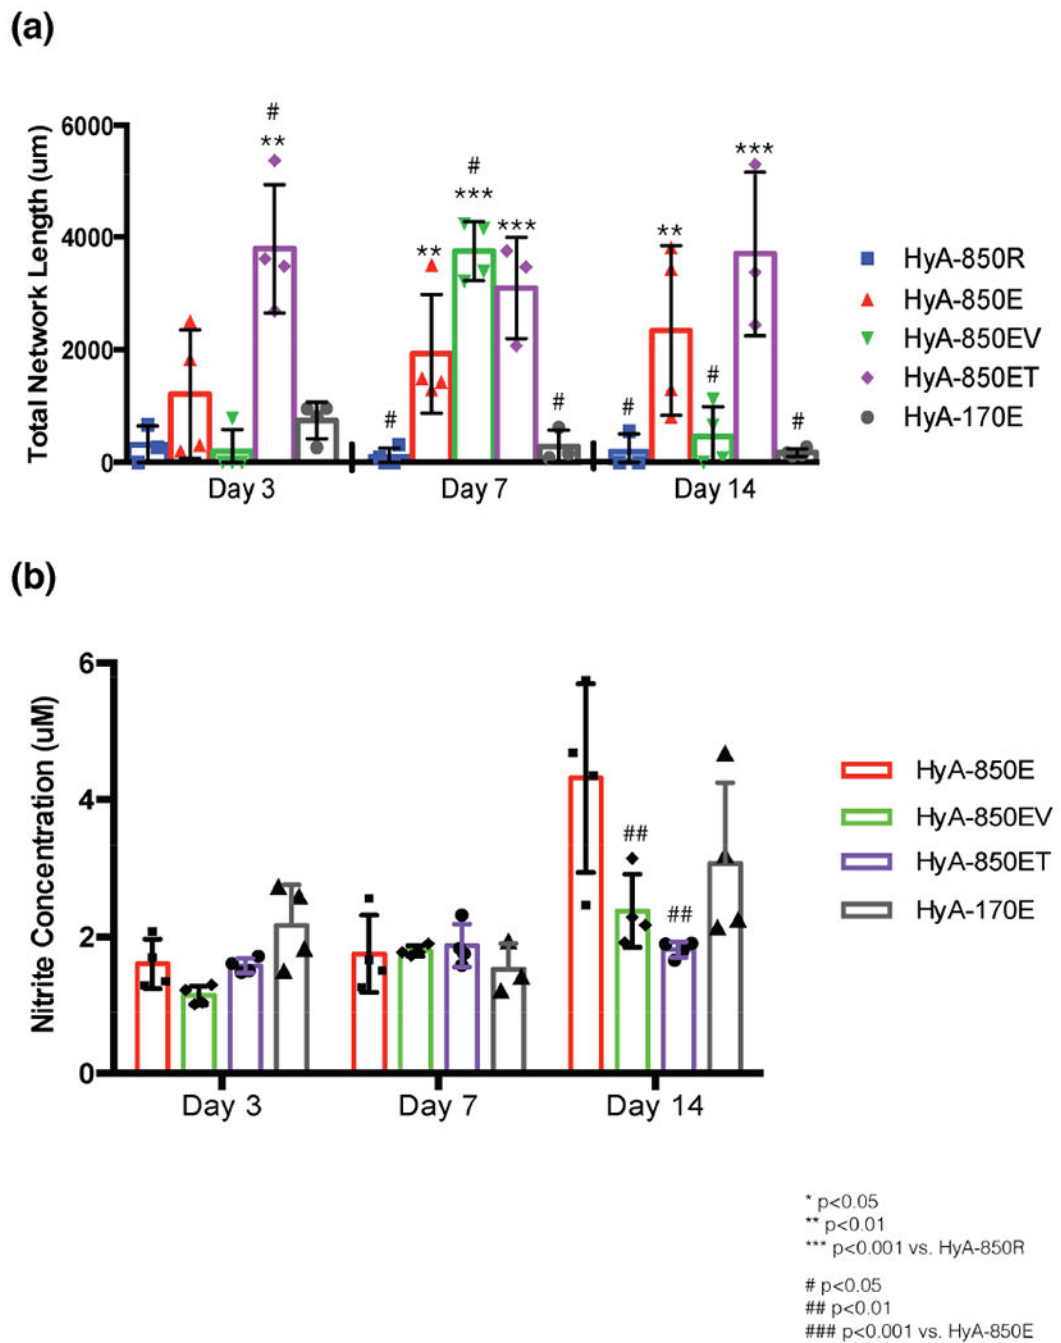 (a)
Total Network Length (um)
6000
4000
2000
0
#
**
**
#
***
***
#
#
**
***
#
#
#
Day 3
Day 7
Day 14
HyA-850R
HyA-850E
HyA-850EV
HyA-850ET
HyA-170E
(b)
Nitrite Concentration (uM)
6
4
2
0
##
##
Day 3
Day 7
Day 14
HyA-850E
HyA-850EV
HyA-850ET
HyA-170E
* p<0.05
** p<0.01
*** p<0.001 vs. HyA-850R
# p<0.05
## p<0.01
### p<0.001 vs. HyA-850E